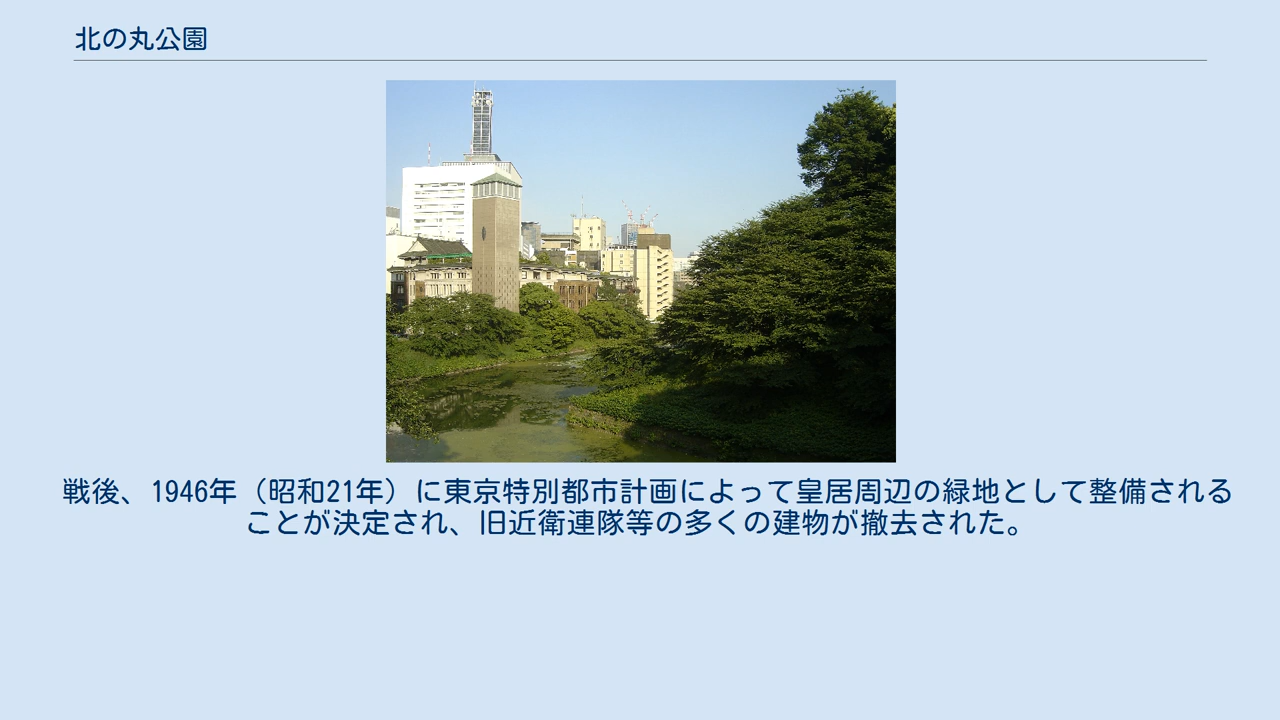 北の丸公園
戦後、1946年（昭和21年）に東京特別都市計画によって皇居周辺の緑地として整備される
ことが決定され、旧近衛連隊等の多くの建物が撤去された。